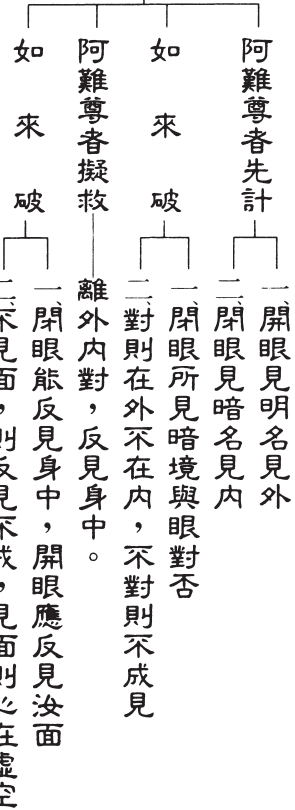 阿難尊者先計
一、開眼見明名見外
二、閉眼見暗名見內
如來破
一、閉眼所見暗境與眼對否
二、對則在外不在內，不對則不成見
阿難尊者擬救
離外內對，反見身中。
如來破
一、閉眼能反見身中，開眼應反見汝面
二、不見面，則反見不成，見面則心在虛空